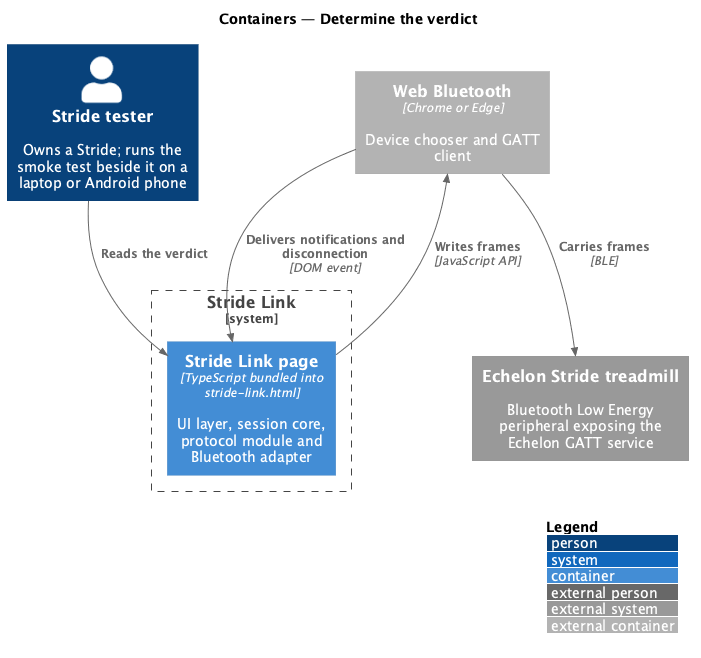 Containers — Determine the verdict
Stride tester
Owns a Stride; runs the
smoke test beside it on a
laptop or Android phone
Web Bluetooth
[Chrome or Edge]
Device chooser and GATT
client
Reads the verdict
Delivers notifications and
disconnection
[DOM event]
Writes frames
[JavaScript API]
Carries frames
[BLE]
Stride Link
[system]
Stride Link page
[TypeScript bundled into
stride-link.html]
UI layer, session core,
protocol module and
Bluetooth adapter
Echelon Stride treadmill
Bluetooth Low Energy
peripheral exposing the
Echelon GATT service
Legend
person
system
container
external person
external system
external container